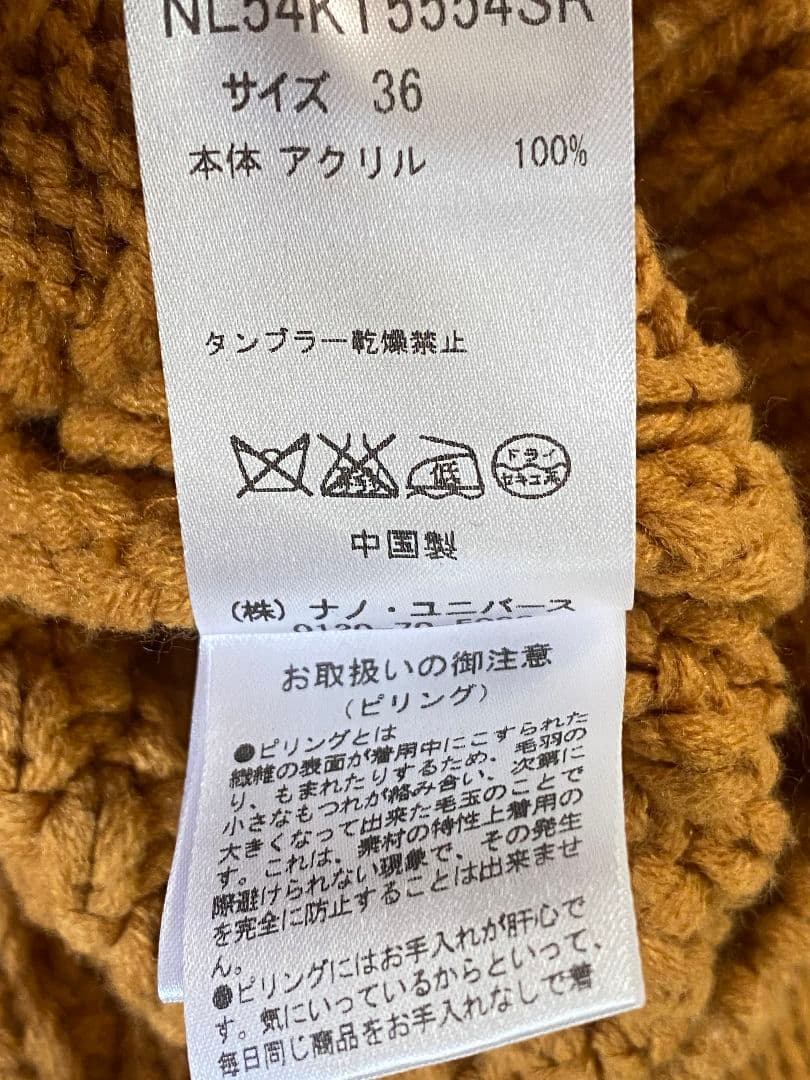 NL54KT5554SR
サイズ 36
本体 アクリル 100%
タンブラー乾燥禁止
低
ドライ
セキユ系
中国製
(株) ナノ・ユニバース
お取扱いの御注意
(ピリング)
●ピリングとは
繊維の表面が着用中にこすられた
り、もまれたりするため、毛羽の
小さなもつれが絡み合い、次第に
大きくなって出来た毛玉のことで
す。これは、素材の特性上着用の
際避けられない現象で、その発生
を完全に防止することは出来ませ
ん。
●ピリングにはお手入れが肝心で
す。気にいっているからといって、
毎日同じ商品をお手入れなしで着